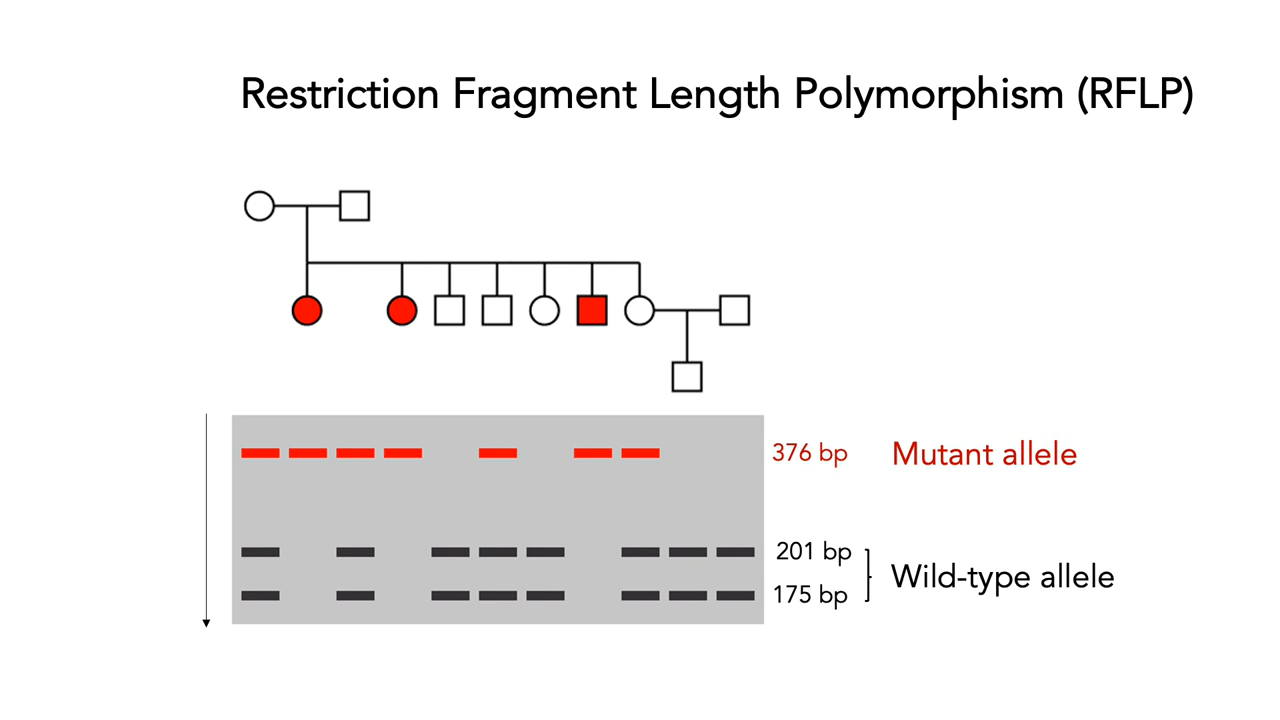 Restriction Fragment Length Polymorphism (RFLP)
376 bp Mutant allele
201 bp
Wild-type allele
175 bp